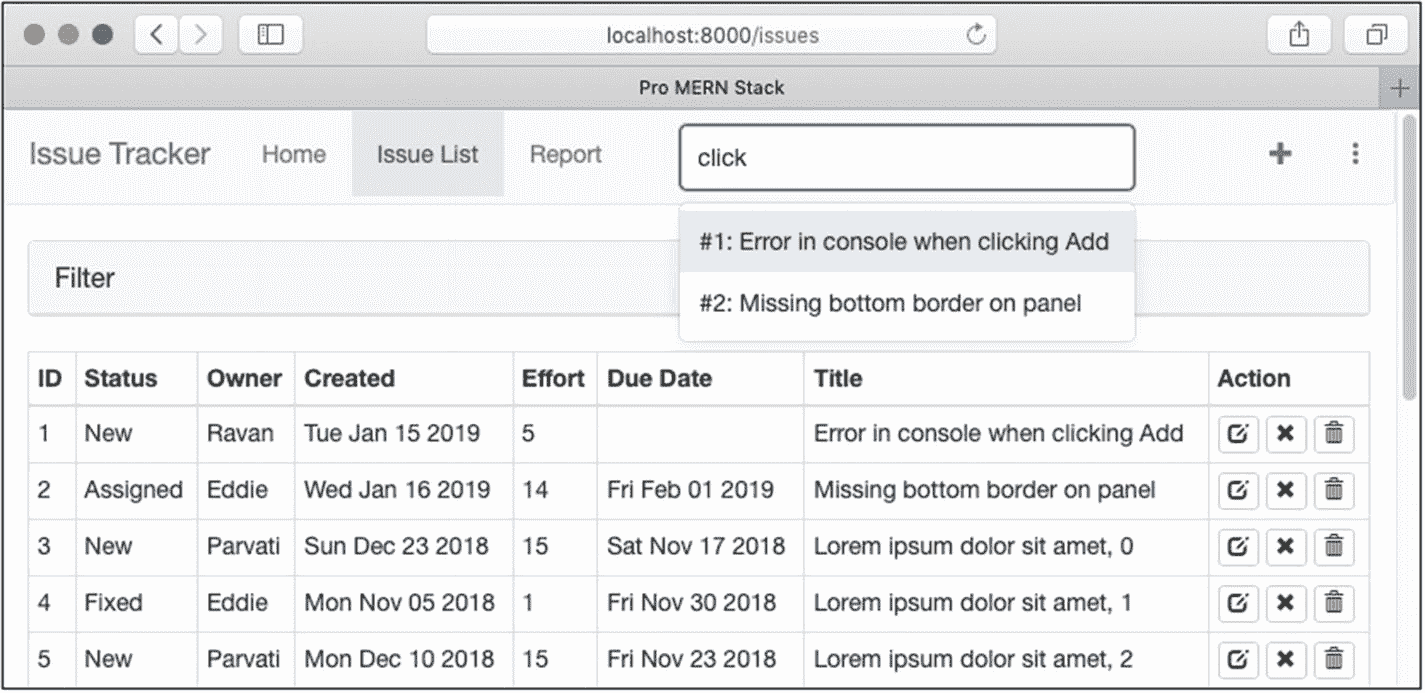 localhost:8000/issues
Pro MERN Stack
Issue Tracker Home Issue List Report click
#1: Error in console when clicking Add
#2: Missing bottom border on panel
Filter
ID Status Owner Created Effort Due Date Title Action
1 New Ravan Tue Jan 15 2019 5 Error in console when clicking Add
2 Assigned Eddie Wed Jan 16 2019 14 Fri Feb 01 2019 Missing bottom border on panel
3 New Parvati Sun Dec 23 2018 15 Sat Nov 17 2018 Lorem ipsum dolor sit amet, 0
4 Fixed Eddie Mon Nov 05 2018 1 Fri Nov 30 2018 Lorem ipsum dolor sit amet, 1
5 New Parvati Mon Dec 10 2018 15 Fri Nov 23 2018 Lorem ipsum dolor sit amet, 2